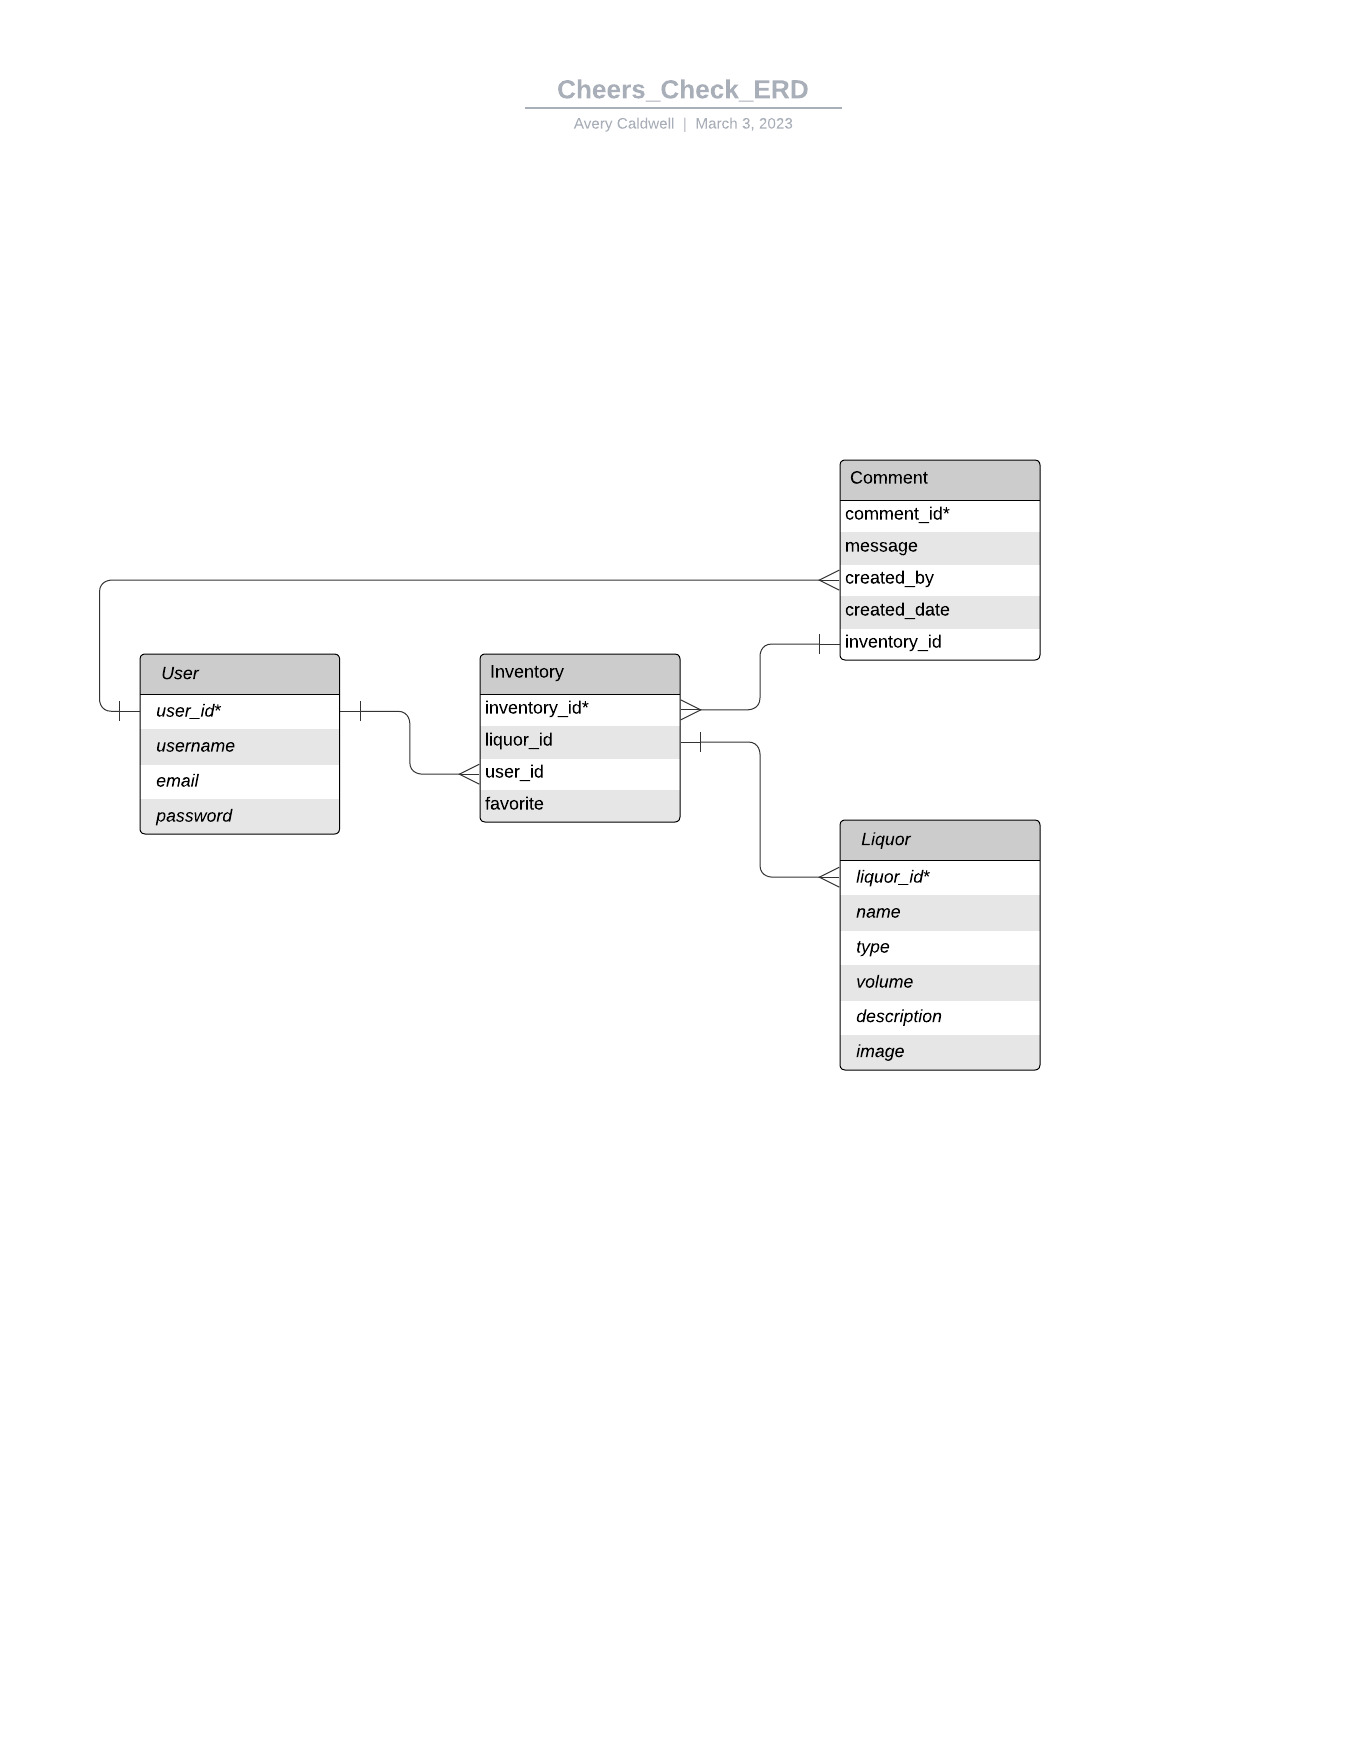 Cheers_Check_ERD
Avery Caldwell | March 3, 2023
Comment
comment_id*
message
created_by
created_date
inventory_id
User
user_id*
username
email
password
Inventory
inventory_id*
liquor_id
user_id
favorite
Liquor
liquor_id*
name
type
volume
description
image